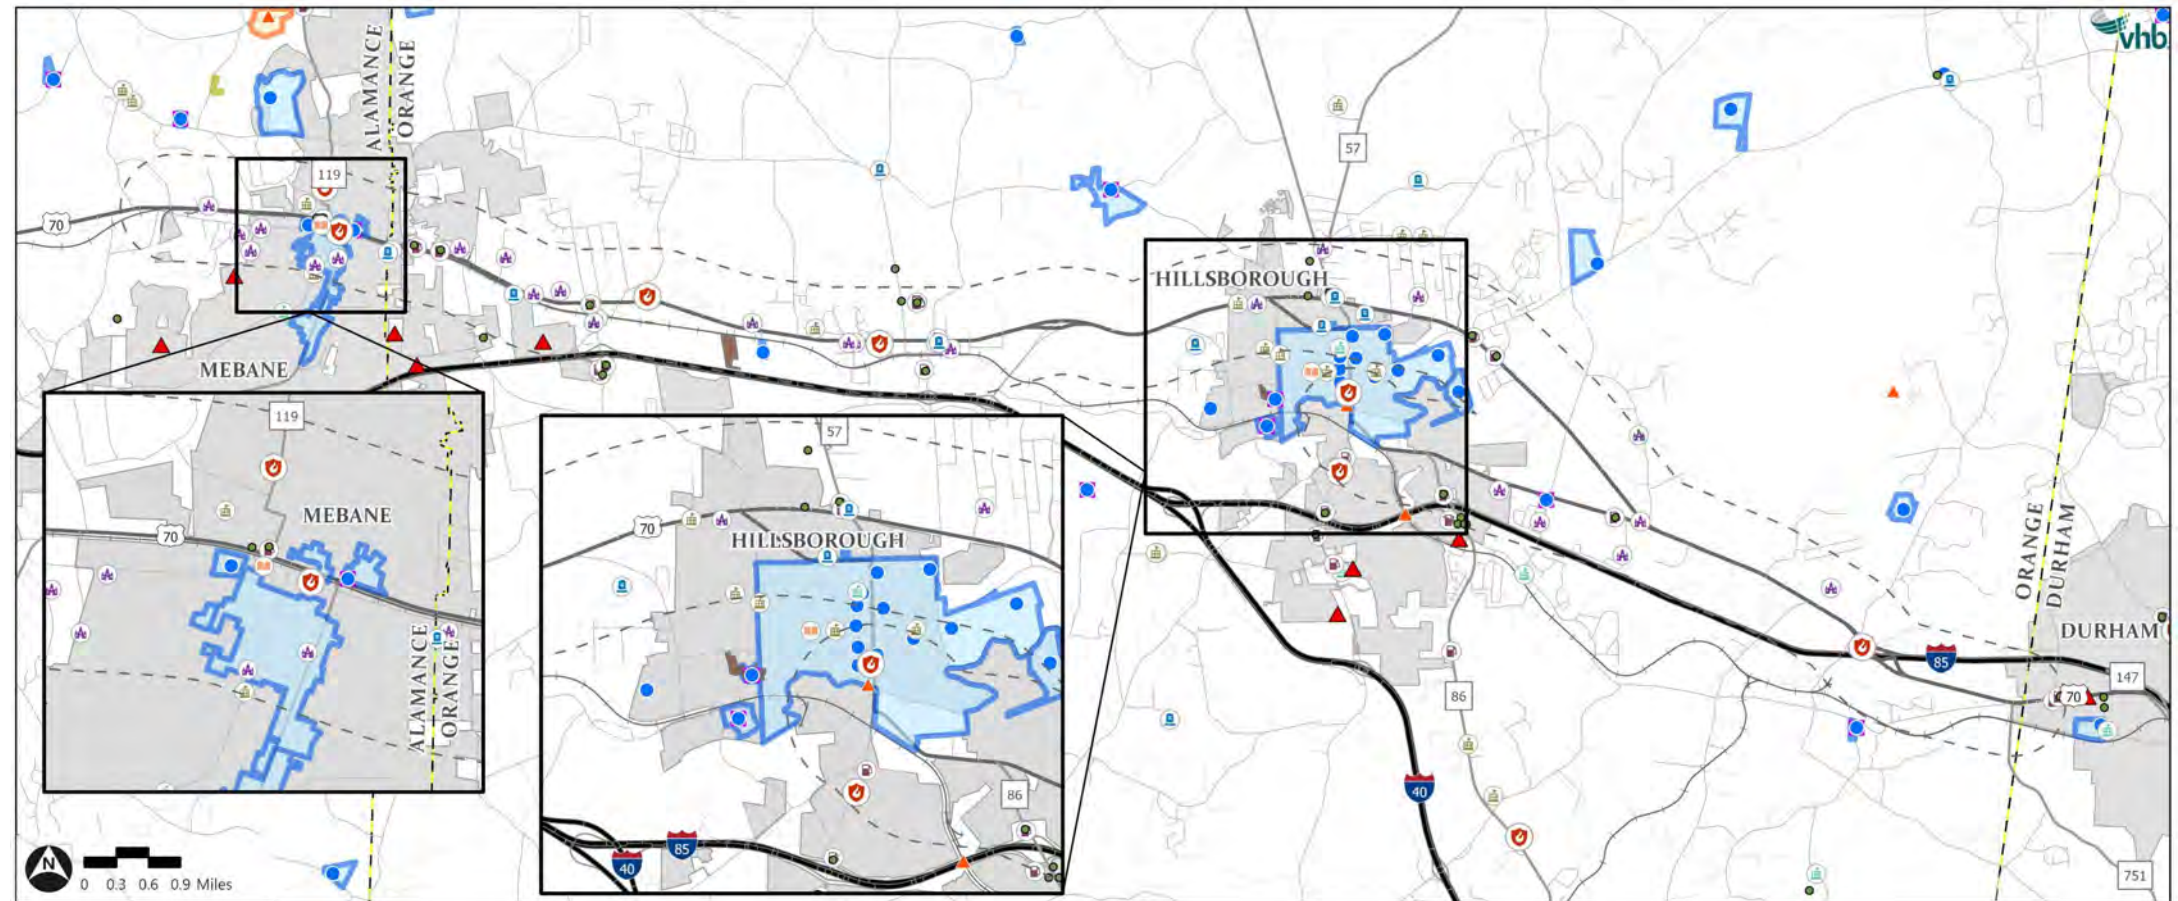 ALAMANCE
ORANGE
vhb
57
119
70
HILLSBOROUGH
MEBANE
119
MEBANE
70
ALAMANCE
ORANGE
57
70
HILLSBOROUGH
86
85
40
ORANGE
DURHAM
DURHAM
85
147
70
86
40
751
N
0 0.3 0.6 0.9 Miles